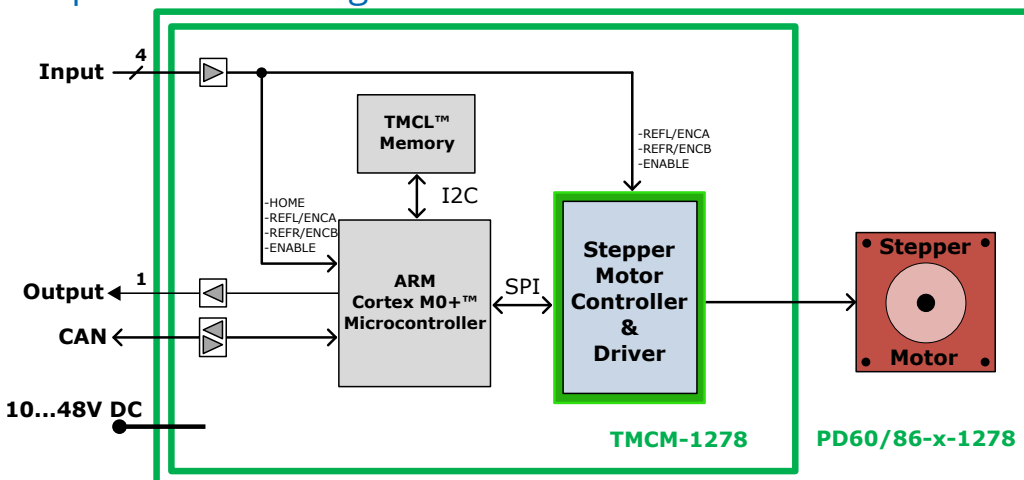 Input
4
TMCL™
Memory
-REFL/ENCA
-REFR/ENCB
-ENABLE
I2C
-HOME
-REFL/ENCA
-REFR/ENCB
-ENABLE
ARM
Cortex M0+™
Microcontroller
SPI
Stepper
Motor
Controller
&
Driver
Stepper
Motor
Output
1
CAN
10...48V DC
TMCM-1278
PD60/86-x-1278